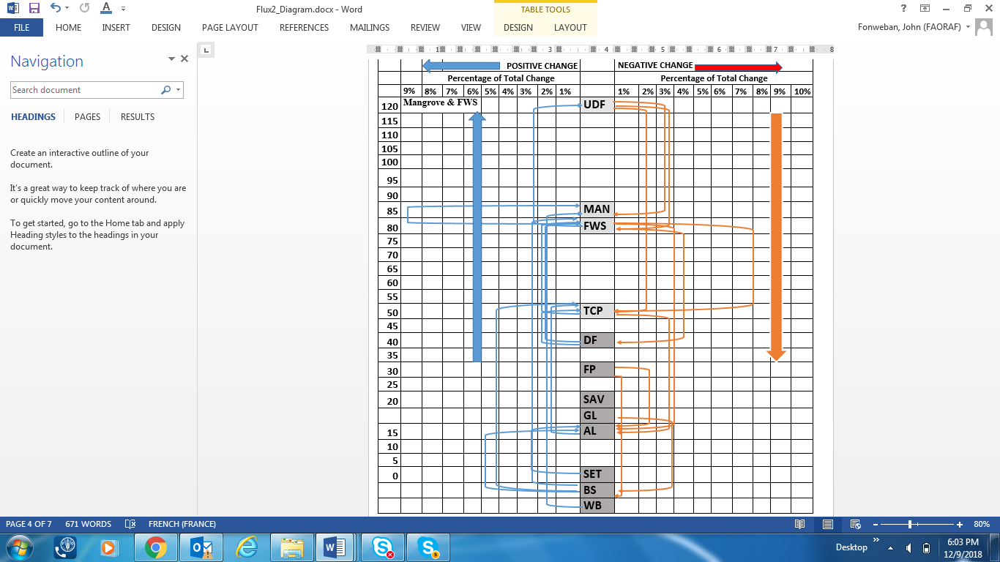 Flux2_Diagram.docx - Word
TABLE TOOLS
FILE HOME INSERT DESIGN PAGE LAYOUT REFERENCES MAILINGS REVIEW VIEW DESIGN LAYOUT
Fonweban, John (FAORAF)
Navigation
Search document
HEADINGS PAGES RESULTS
Create an interactive outline of your
document.
It's a great way to keep track of where you are
or quickly move your content around.
To get started, go to the Home tab and apply
Heading styles to the headings in your
document.
1 3 4 5 6 7 8
POSITIVE CHANGE NEGATIVE CHANGE
Percentage of Total Change Percentage of Total Change
9% 8% 7% 6% 5% 4% 3% 2% 1% 1% 2% 3% 4% 5% 6% 7% 8% 9% 10%
Mangrove & FWS
120 UDF
115
110
105
100
95
90
85 MAN
80 FWS
75
70
65
60
55
50 TCP
45
40 DF
35
30 FP
25
20 SAV
GL
15 AL
10
5
0 SET
BS
WB
PAGE 4 OF 7 671 WORDS FRENCH (FRANCE) 80%
Desktop
6:03 PM
12/9/2018